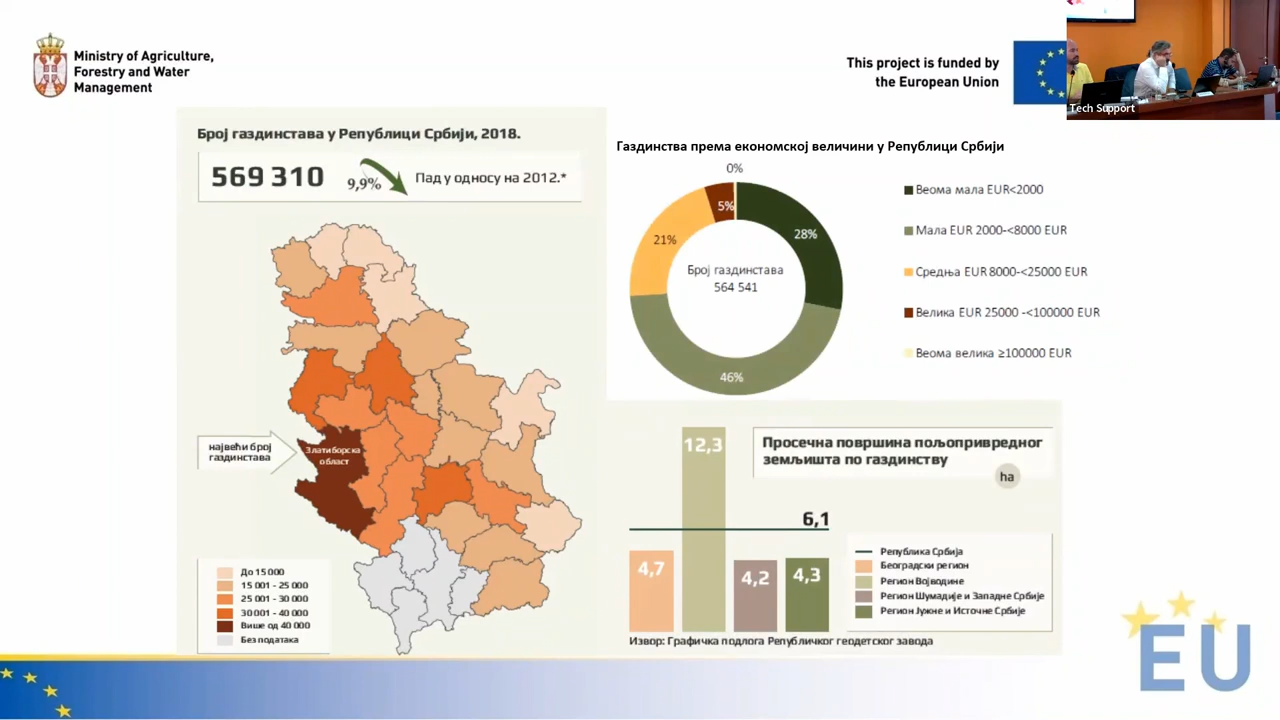 Ministry of Agriculture,
Forestry and Water
Management
This project is funded by
the European Union
Tech Support
Број газдинстава у Републици Србији, 2018.
569 310
9,9%
Пад у односу на 2012.*
највећи број
газдинстава
Златиборска
област
До 15 000
15 001 - 25 000
25 001 - 30 000
30 001 - 40 000
Више од 40 000
Без података
Газдинства према економској величини у Републици Србији
0%
5%
28%
21%
46%
Број газдинстава
564 541
Веома мала EUR<2000
Мала EUR 2000-<8000 EUR
Средња EUR 8000-<25000 EUR
Велика EUR 25000 -<100000 EUR
Веома велика ≥100000 EUR
Просечна површина пољопривредног
земљишта по газдинству
ha
12,3
6,1
4,7
4,2
4,3
Република Србија
Београдски регион
Регион Војводине
Регион Шумадије и Западне Србије
Регион Јужне и Источне Србије
Извор: Графичка подлога Републичког геодетског завода
EU